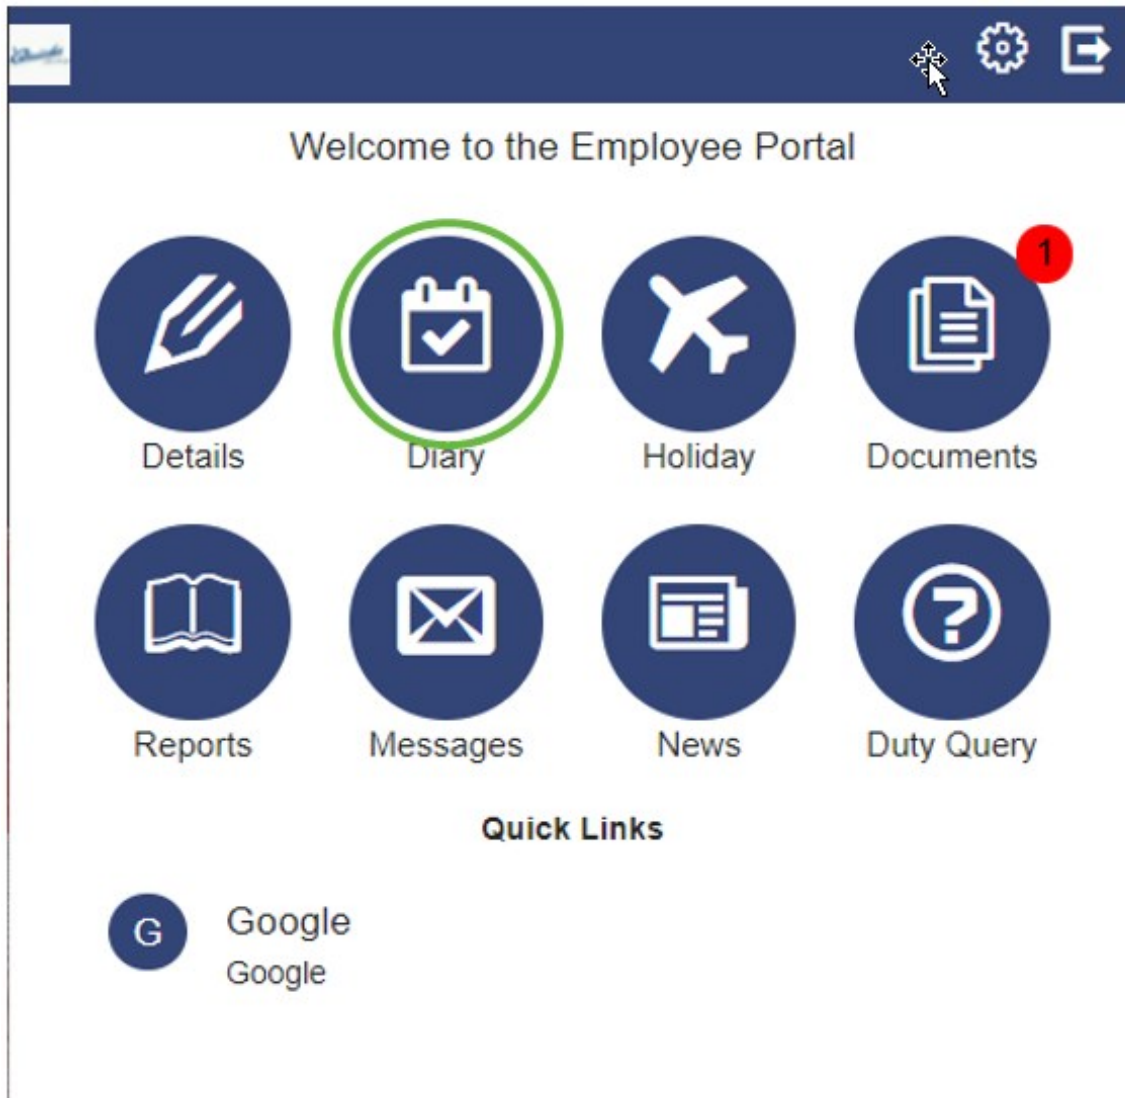 Welcome to the Employee Portal
1
Details Diary Holiday Documents
Reports Messages News Duty Query
Quick Links
G Google
Google